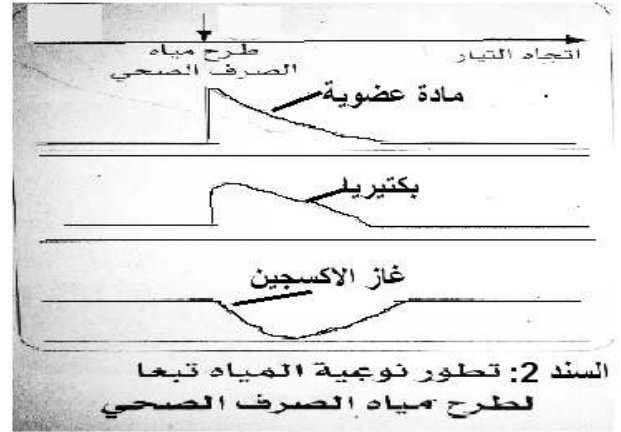 طرح مياه
الصرف الصحي
اتجاه التيار
مادة عضوية
بكتيريا
غاز الاكسجين
السند 2: تطور نوعية المياه تبعا
لطرح مياه الصرف الصحي